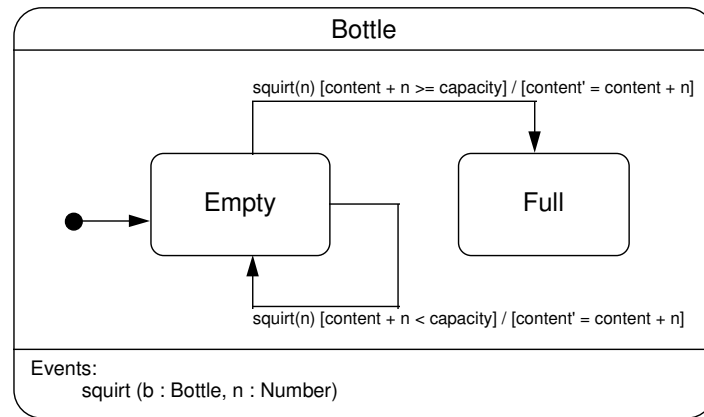 Bottle
squirt(n) [content + n >= capacity] / [content' = content + n]
Empty
Full
squirt(n) [content + n < capacity] / [content' = content + n]
Events:
squirt (b : Bottle, n : Number)